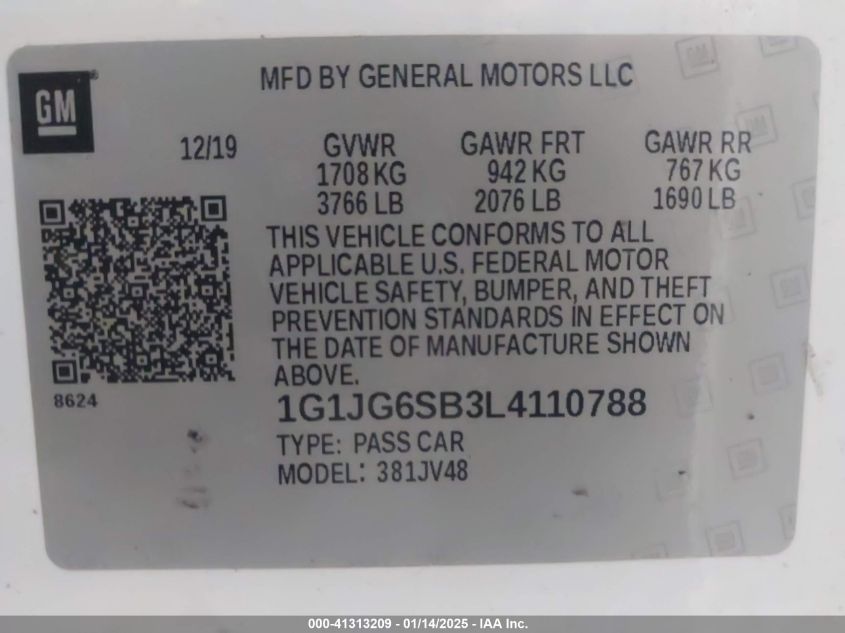 MFD BY GENERAL MOTORS LLC
GM
®
12/19 GVWR GAWR FRT GAWR RR
1708 KG 942 KG 767 KG
3766 LB 2076 LB 1690 LB
THIS VEHICLE CONFORMS TO ALL
APPLICABLE U.S. FEDERAL MOTOR
VEHICLE SAFETY, BUMPER, AND THEFT
PREVENTION STANDARDS IN EFFECT ON
THE DATE OF MANUFACTURE SHOWN
ABOVE.
8624
1G1JG6SB3L4110788
TYPE: PASS CAR
MODEL: 381JV48
000-41313209 - 01/14/2025 - IAA Inc.